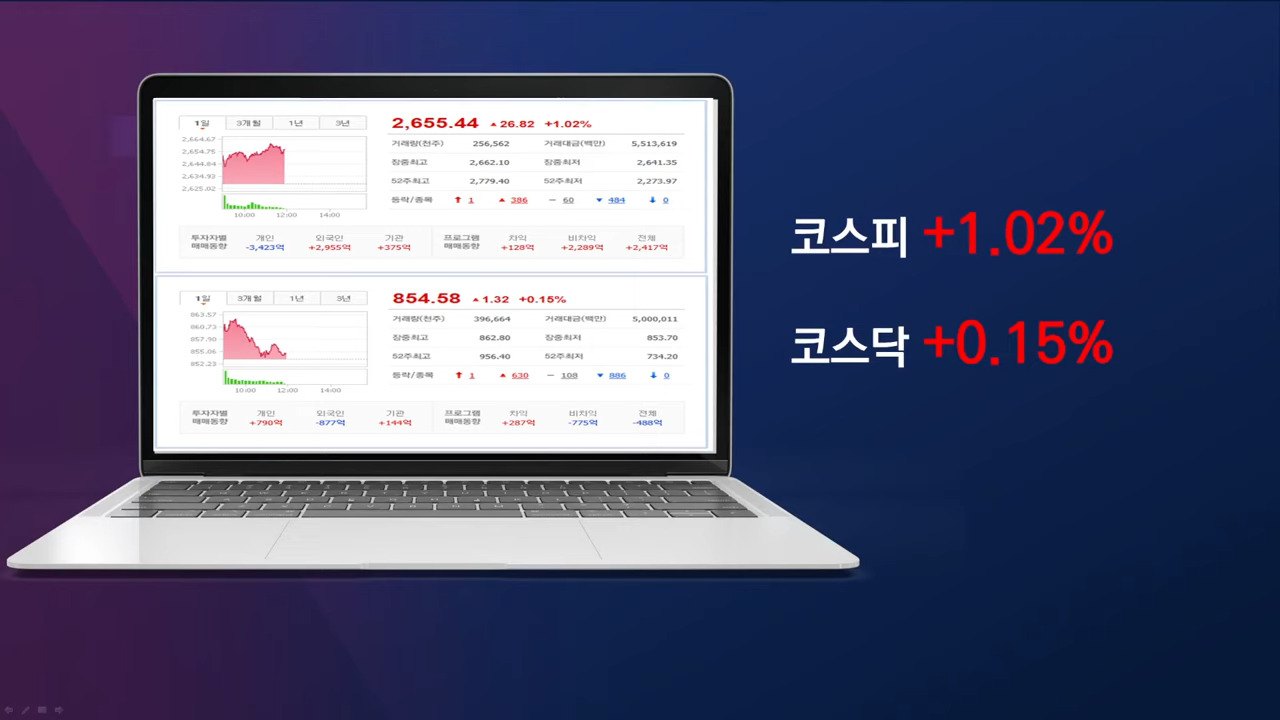 1일 3개월 1년 3년
2,664.67
2,654.75
2,644.84
2,634.93
2,625.02
10:00 12:00 14:00
2,655.44 ▲ 26.82 +1.02%
거래량(천주) 256,562 거래대금(백만) 5,513,619
장중최고 2,662.10 장중최저 2,641.35
52주최고 2,779.40 52주최저 2,273.97
등락/종목 ↑ 1 ▲ 386 － 60 ▼ 484 ↓ 0
투자자별 매매동향 개인 -3,423억 외국인 +2,955억 기관 +375억 프로그램 매매동향 차익 +128억 비차익 +2,289억 전체 +2,417억
1일 3개월 1년 3년
863.57
860.73
857.90
855.06
852.23
10:00 12:00 14:00
854.58 ▲ 1.32 +0.15%
거래량(천주) 396,664 거래대금(백만) 5,000,011
장중최고 862.80 장중최저 853.70
52주최고 956.40 52주최저 734.20
등락/종목 ↑ 1 ▲ 630 － 108 ▼ 886 ↓ 0
투자자별 매매동향 개인 +790억 외국인 -877억 기관 +144억 프로그램 매매동향 차익 +287억 비차익 -775억 전체 -488억
코스피 +1.02%
코스닥 +0.15%